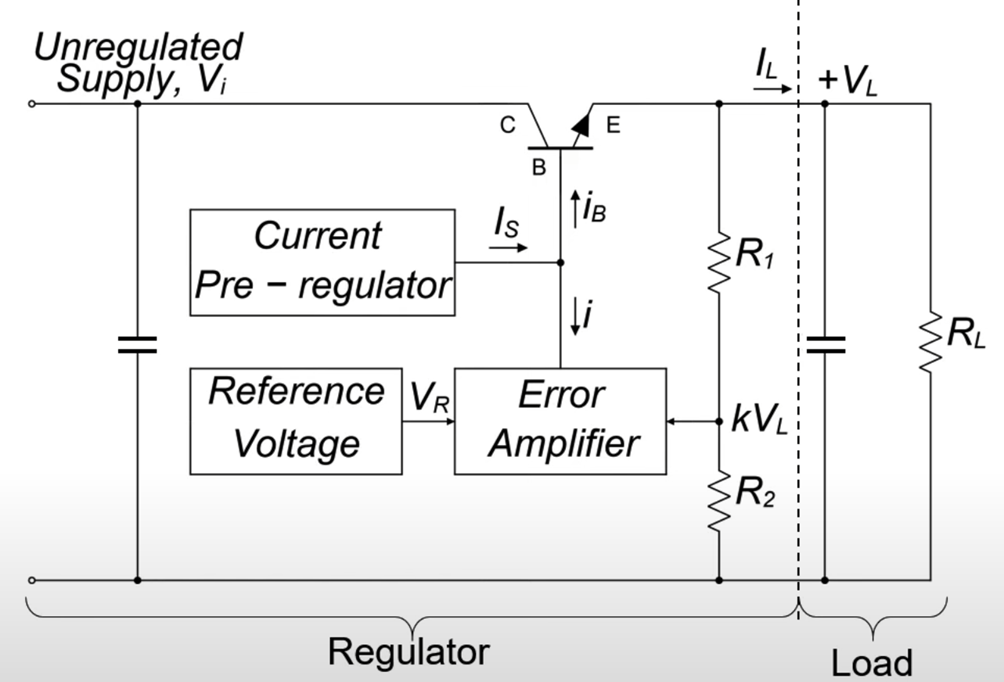 Unregulated
Supply, Vi
IL
+VL
C
E
B
iB
IS
Current
Pre – regulator
R1
i
RL
Reference
Voltage
VR
Error
Amplifier
kVL
R2
Regulator
Load